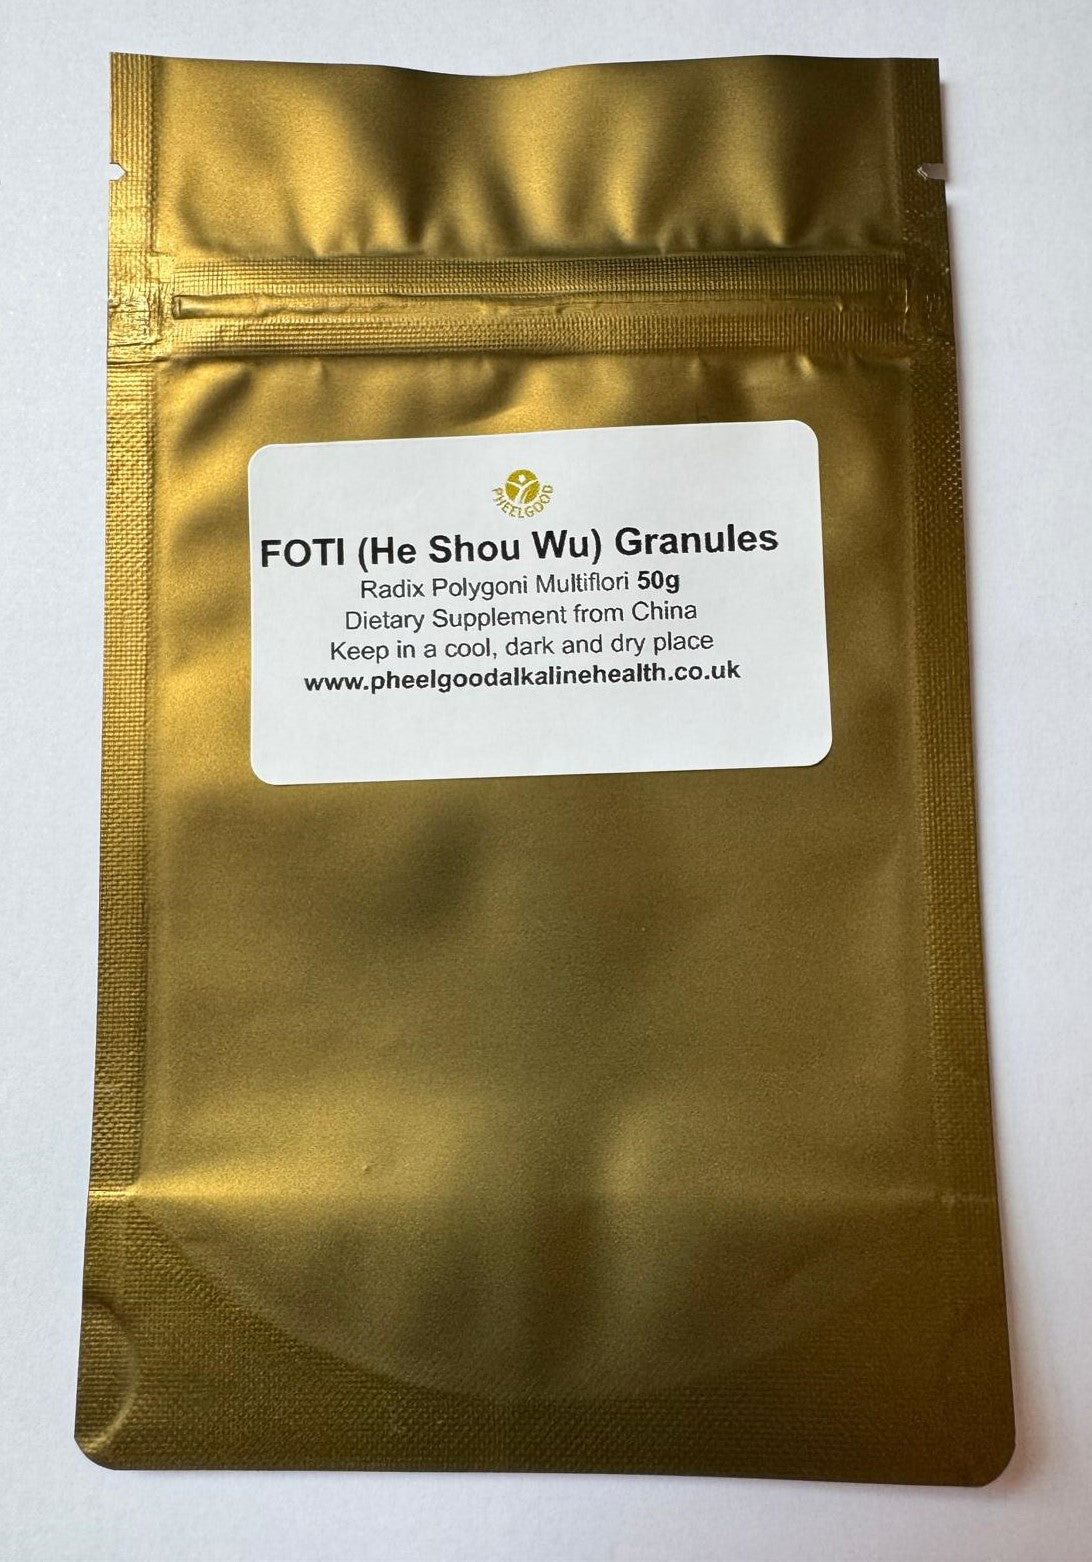 PHEELGOOD
FOTI (He Shou Wu) Granules
Radix Polygoni Multiflori 50g
Dietary Supplement from China
Keep in a cool, dark and dry place
www.pheelgoodalkalinehealth.co.uk